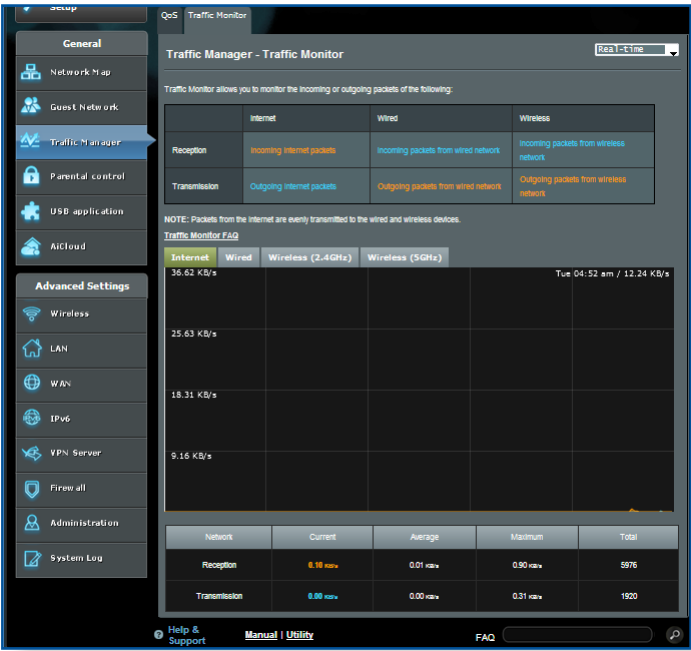 Setup
QoS Traffic Monitor
General
Network Map
Guest Network
Traffic Manager
Parental control
USB application
AiCloud
Advanced Settings
Wireless
LAN
WAN
IPv6
VPN Server
Firewall
Administration
System Log
Traffic Manager - Traffic Monitor
Real-time
Traffic Monitor allows you to monitor the incoming or outgoing packets of the following:
Internet Wired Wireless
Reception Incoming Internet packets Incoming packets from wired network Incoming packets from wireless
network
Transmission Outgoing Internet packets Outgoing packets from wired network Outgoing packets from wireless
network
NOTE: Packets from the Internet are evenly transmitted to the wired and wireless devices.
Traffic Monitor FAQ
Internet Wired Wireless (2.4GHz) Wireless (5GHz)
36.62 KB/s Tue 04:52 am / 12.24 KB/s
25.63 KB/s
18.31 KB/s
9.16 KB/s
Network Current Average Maximum Total
Reception 0.10 KB/s 0.01 KB/s 0.90 KB/s 5976
Transmission 0.00 KB/s 0.00 KB/s 0.31 KB/s 1920
? Help &
Support
Manual | Utility
FAQ